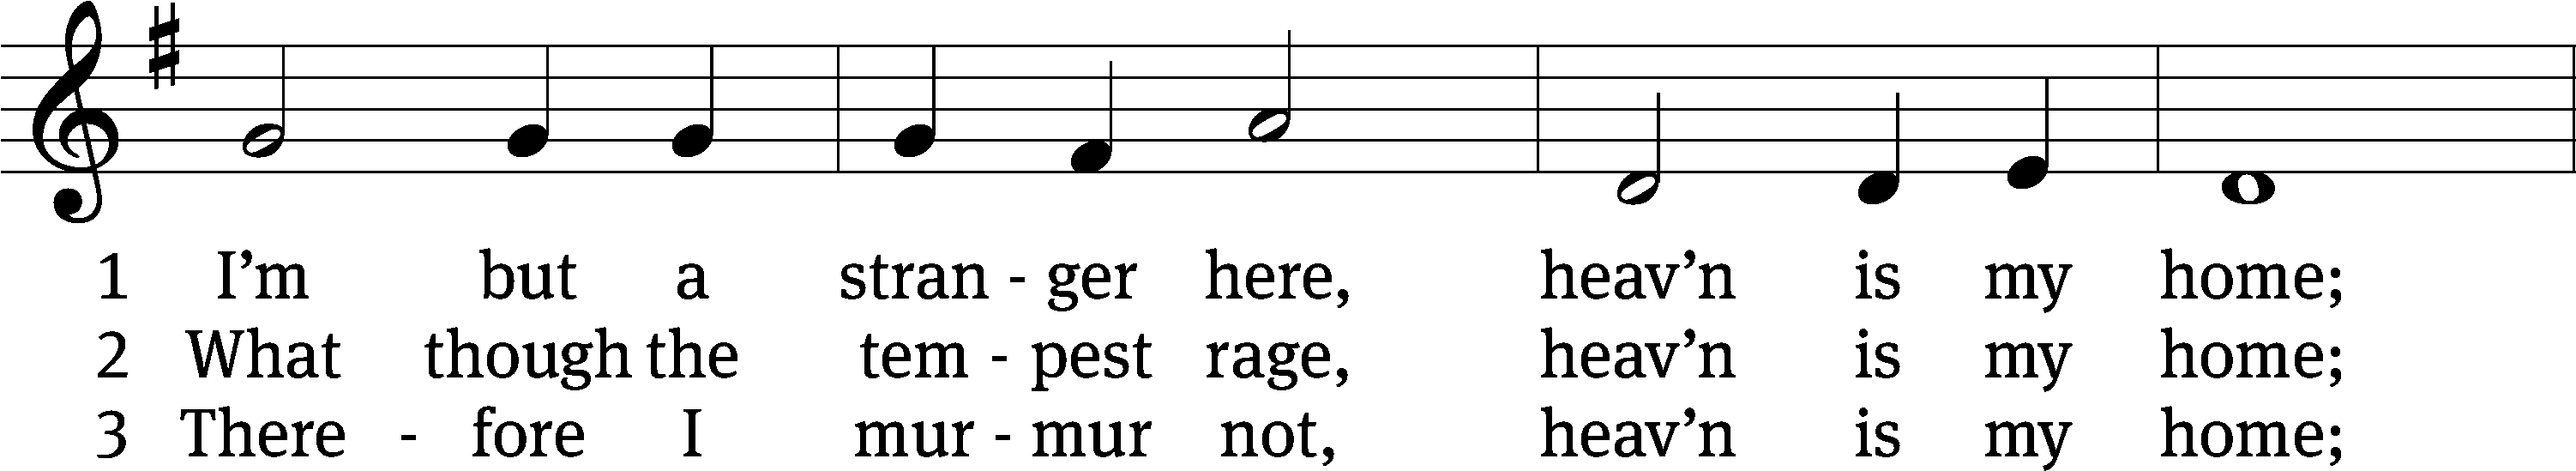 1 I’m but a stran - ger here, heav’n is my home;
2 What though the tem - pest rage, heav’n is my home;
3 There - fore I mur - mur not, heav’n is my home;